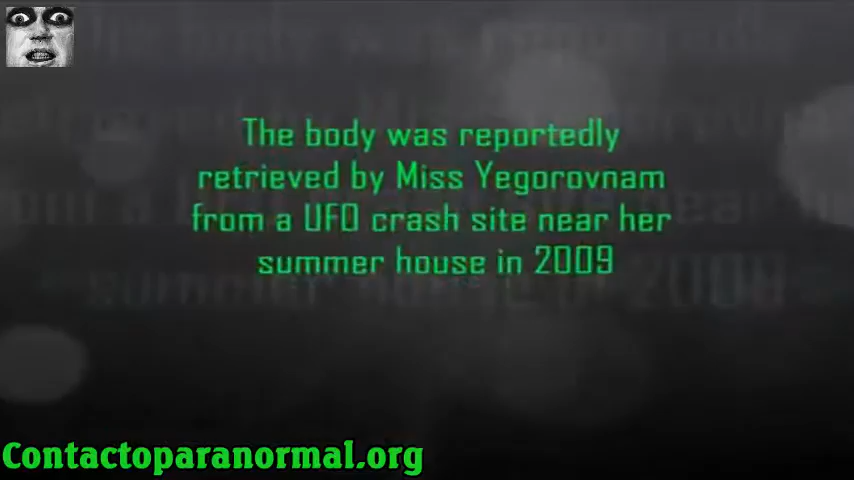 The body was reportedly
retrieved by Miss Yegorovnam
from a UFO crash site near her
summer house in 2009
Contactoparanormal.org